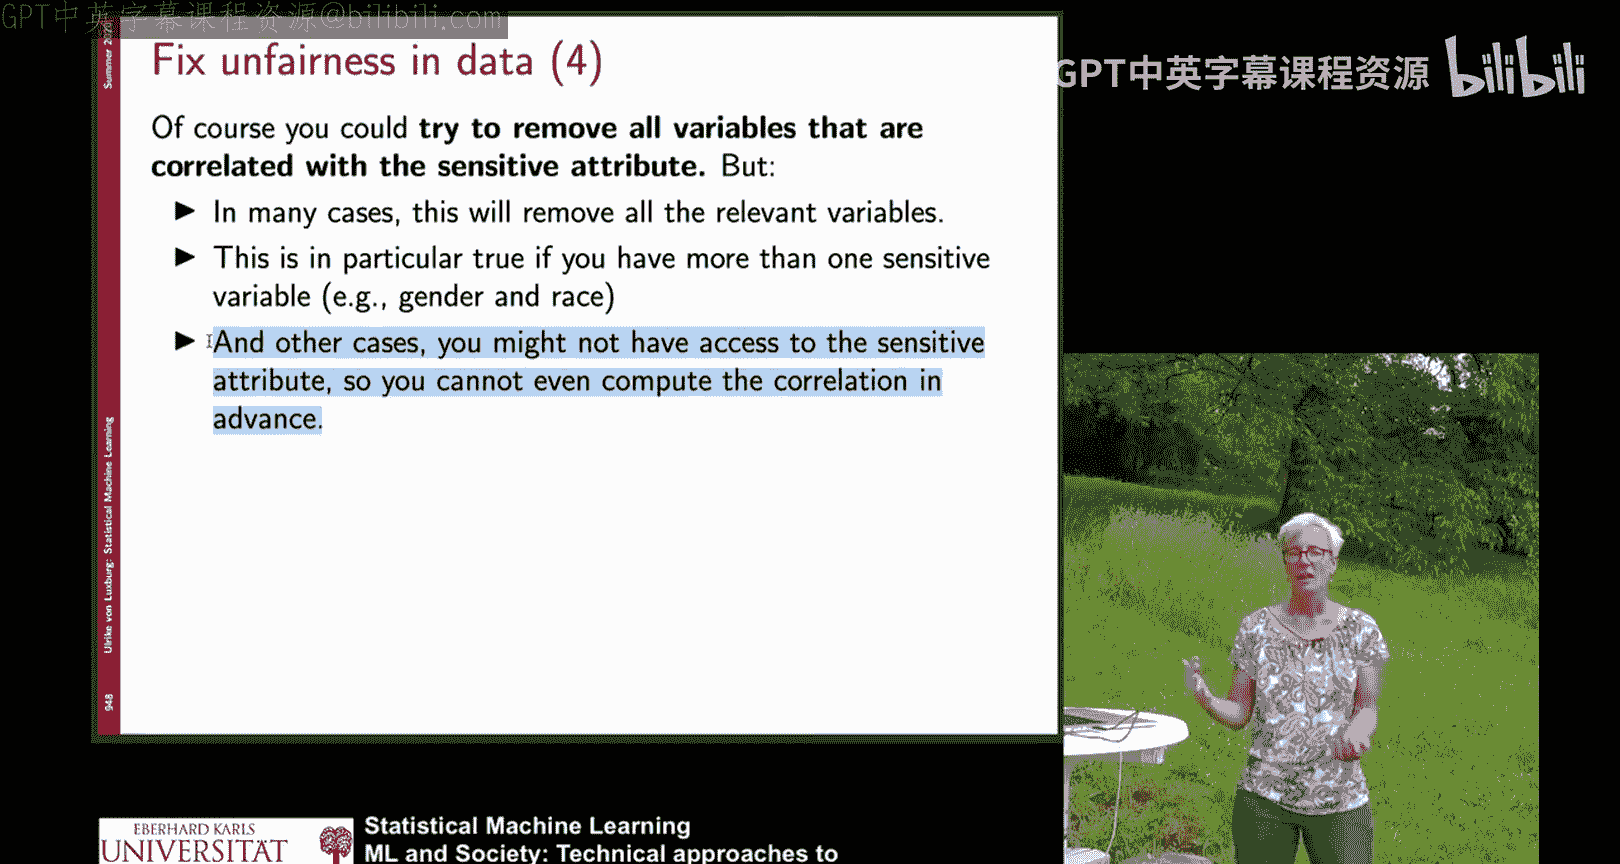 GPT中英字幕课程资源@bilibili.com
GPT中英字幕课程资源 bilibili
Fix unfairness in data (4)
Of course you could try to remove all variables that are
correlated with the sensitive attribute. But:
► In many cases, this will remove all the relevant variables.
► This is in particular true if you have more than one sensitive
variable (e.g., gender and race)
► And other cases, you might not have access to the sensitive
attribute, so you cannot even compute the correlation in
advance.
Summer
Ulrike von Luxburg: Statistical Machine Learning
948
EBERHARD KARLS
UNIVERSITÄT
Statistical Machine Learning
ML and Society: Technical approaches to